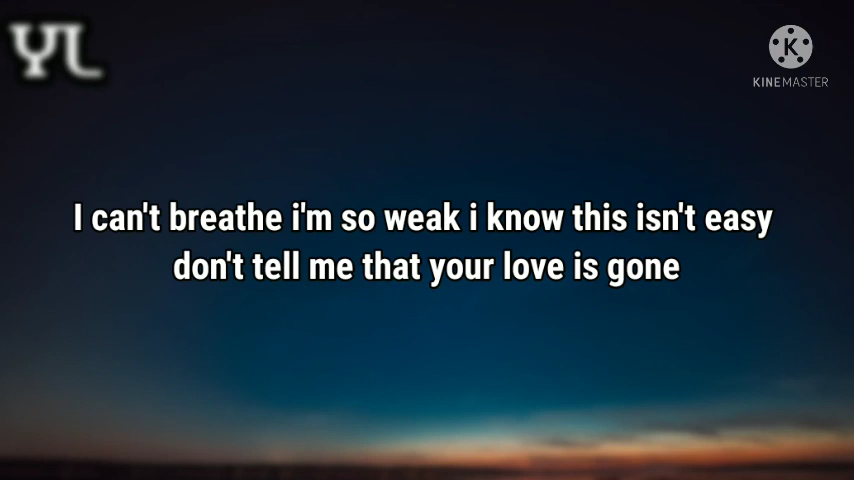 YL
K
KINEMASTER
I can't breathe i'm so weak i know this isn't easy
don't tell me that your love is gone